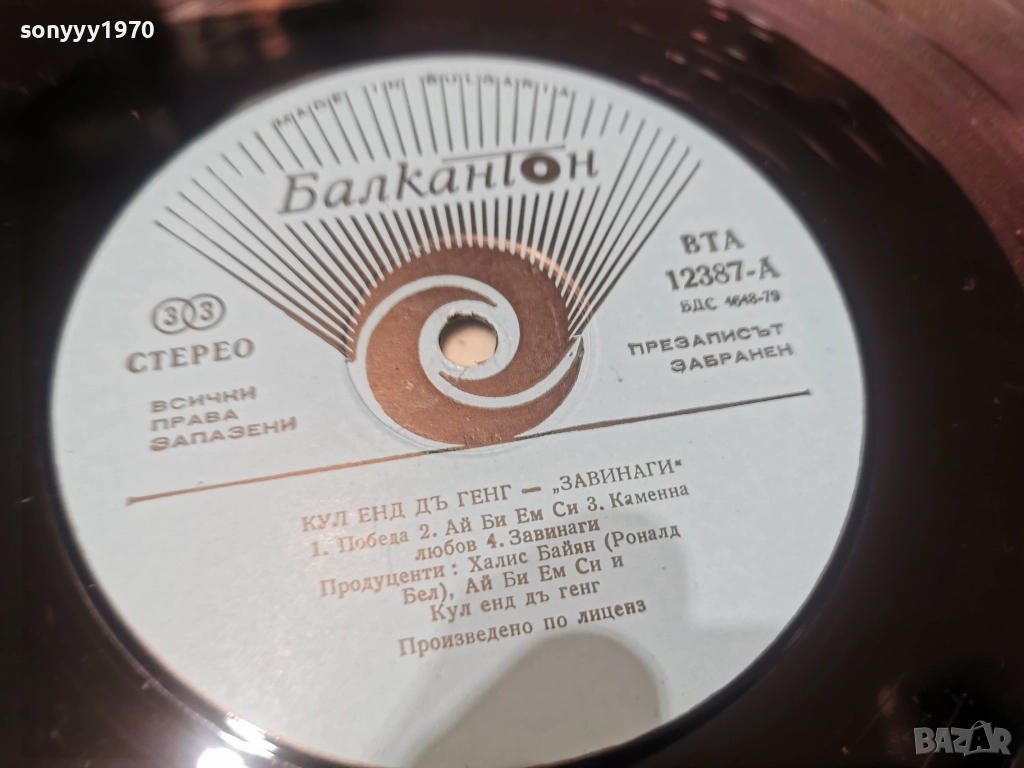 sonyyy1970
MADE IN BULGARIA
Балкантон
33
СТЕРЕО
ВСИЧКИ
ПРАВА
ЗАПАЗЕНИ
ВТА
12387-А
БДС 4648-79
ПРЕЗАПИСЪТ
ЗАБРАНЕН
КУЛ ЕНД ДЪ ГЕНГ — „ЗАВИНАГИ“
1. Победа 2. Ай Би Ем Си 3. Каменна
любов 4. Завинаги
Продуценти: Халис Байян (Роналд
Бел), Ай Би Ем Си и
Кул енд дъ генг
Произведено по лиценз
BAZAR